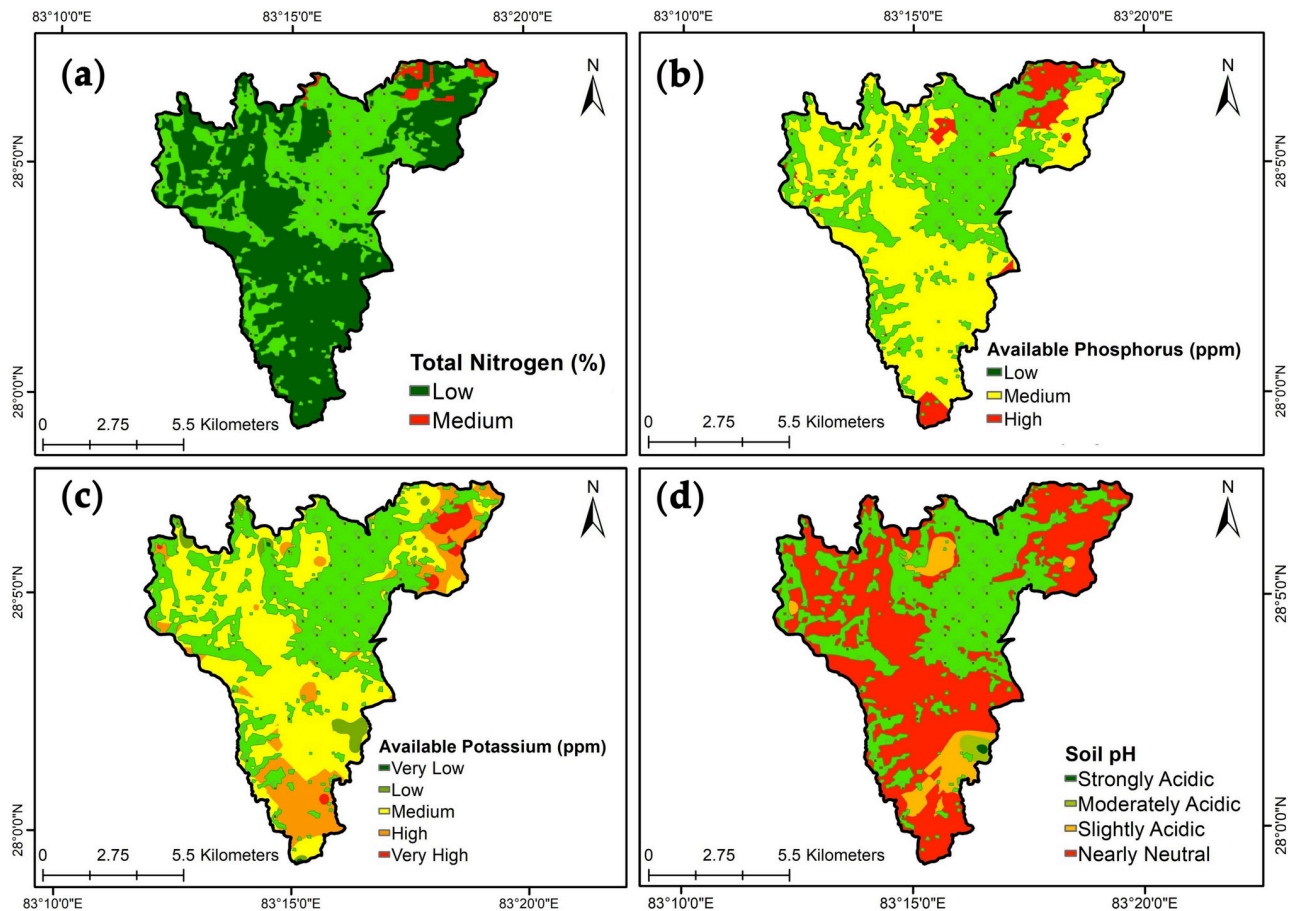 83°10'0"E 83°15'0"E 83°20'0"E 83°15'0"E 83°20'0"E
(a)
N
28°5'0"N
28°0'0"N
Total Nitrogen (%)
Low
Medium
0 2.75 5.5 Kilometers
(b)
N
28°5'0"N
28°0'0"N
Available Phosphorus (ppm)
Low
Medium
High
0 2.75 5.5 Kilometers
(c)
N
28°5'0"N
28°0'0"N
Available Potassium (ppm)
Very Low
Low
Medium
High
Very High
0 2.75 5.5 Kilometers
(d)
N
28°5'0"N
28°0'0"N
Soil pH
Strongly Acidic
Moderately Acidic
Slightly Acidic
Nearly Neutral
0 2.75 5.5 Kilometers
83°10'0"E 83°15'0"E 83°20'0"E 83°10'0"E 83°15'0"E 83°20'0"E